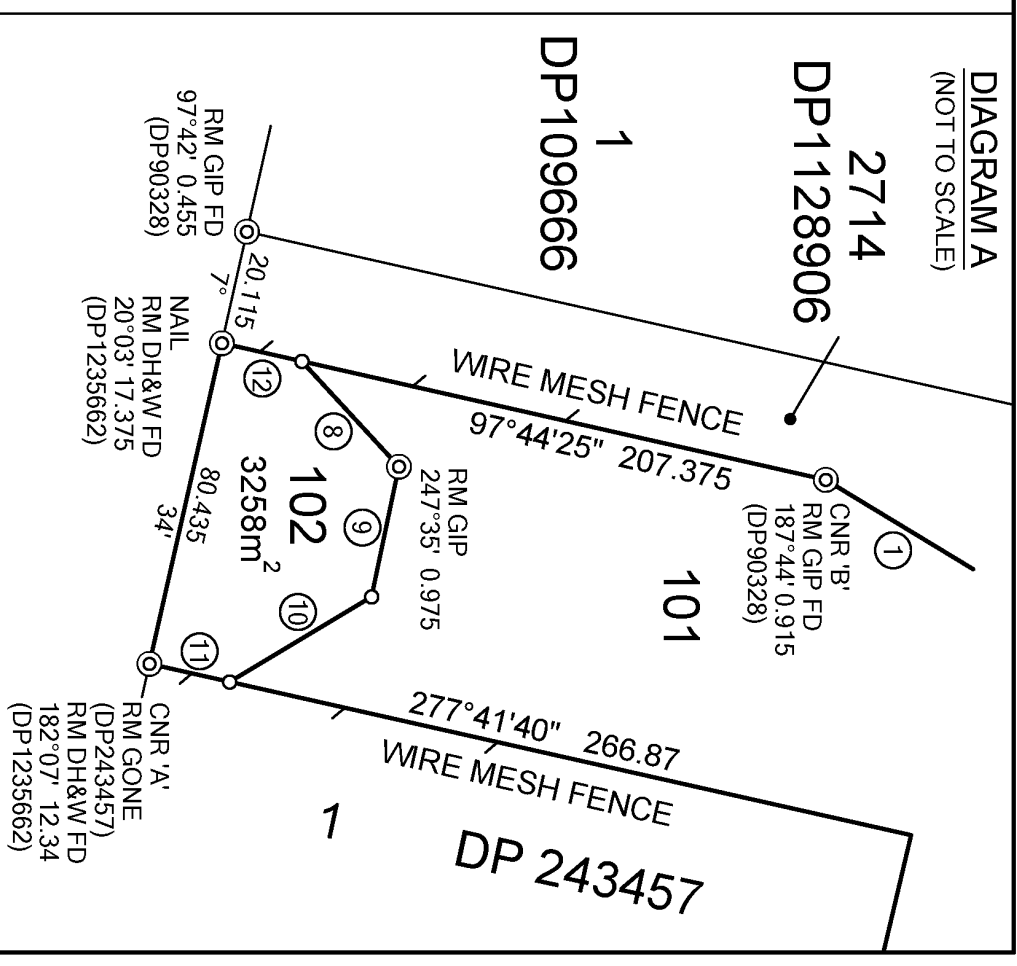 DIAGRAM A
(NOT TO SCALE)
2714
DP1128906
1
DP109666
RM GIP FD
97°42' 0.455
(DP90328)
20.115
7°
NAIL
RM DH&W FD
20°03' 17.375
(DP1235662)
12
WIRE MESH FENCE
97°44'25" 207.375
8
RM GIP
247°35' 0.975
9
102
3258m²
80.435
34'
10
11
CNR 'B'
RM GIP FD
187°44' 0.915
(DP90328)
1
101
277°41'40" 266.87
WIRE MESH FENCE
CNR 'A'
RM GONE
(DP243457)
RM DH&W FD
182°07' 12.34
(DP1235662)
1
DP 243457